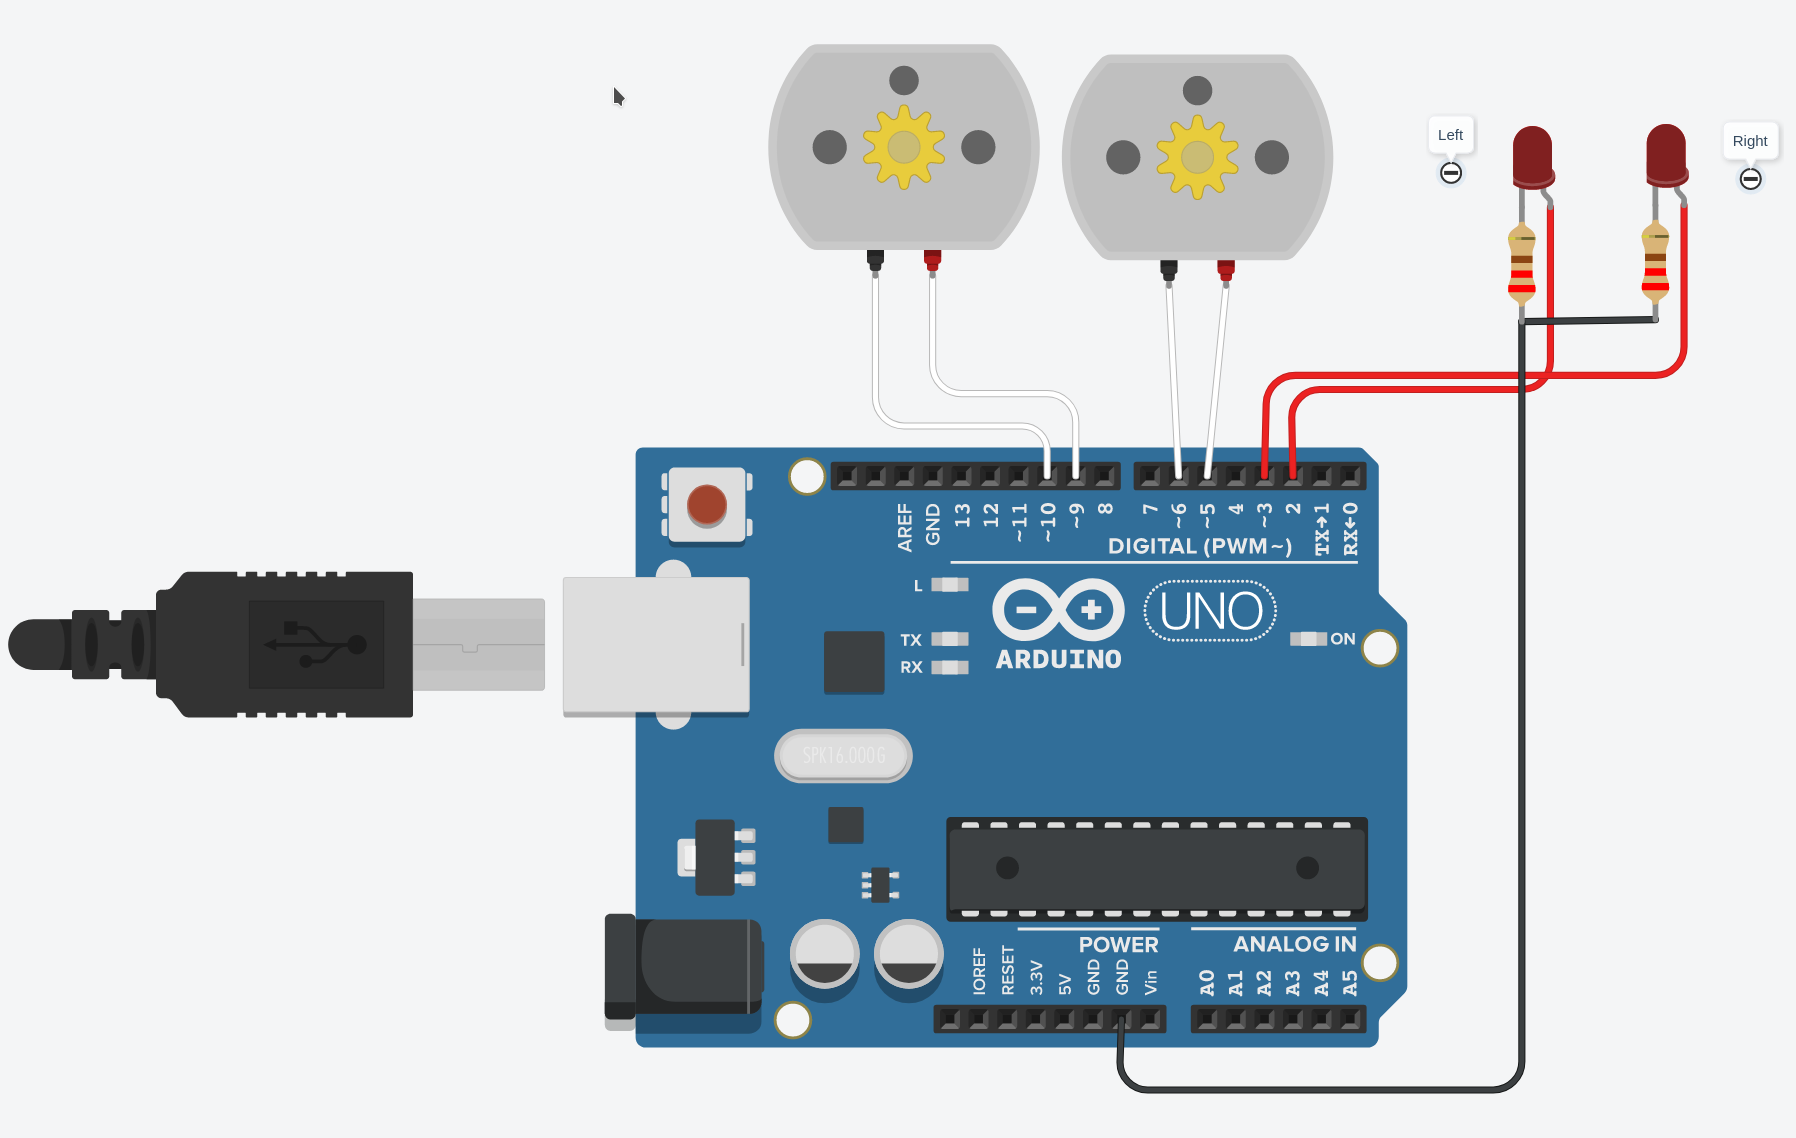 Left
Right
AREF
GND
13
12
~11
~10
~9
8
7
~6
~5
4
~3
2
TX→1
RX←0
DIGITAL (PWM~)
L
TX
RX
ARDUINO
UNO
ON
SPK16.000G
POWER
ANALOG IN
IOREF
RESET
3.3V
5V
GND
GND
Vin
A0
A1
A2
A3
A4
A5